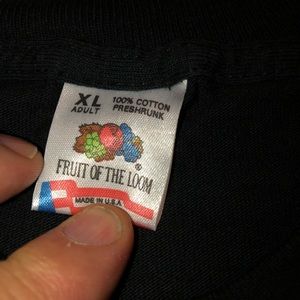 XL
ADULT
100% COTTON
PRESHRUNK
®
FRUIT OF THE LOOM
MADE IN U.S.A.